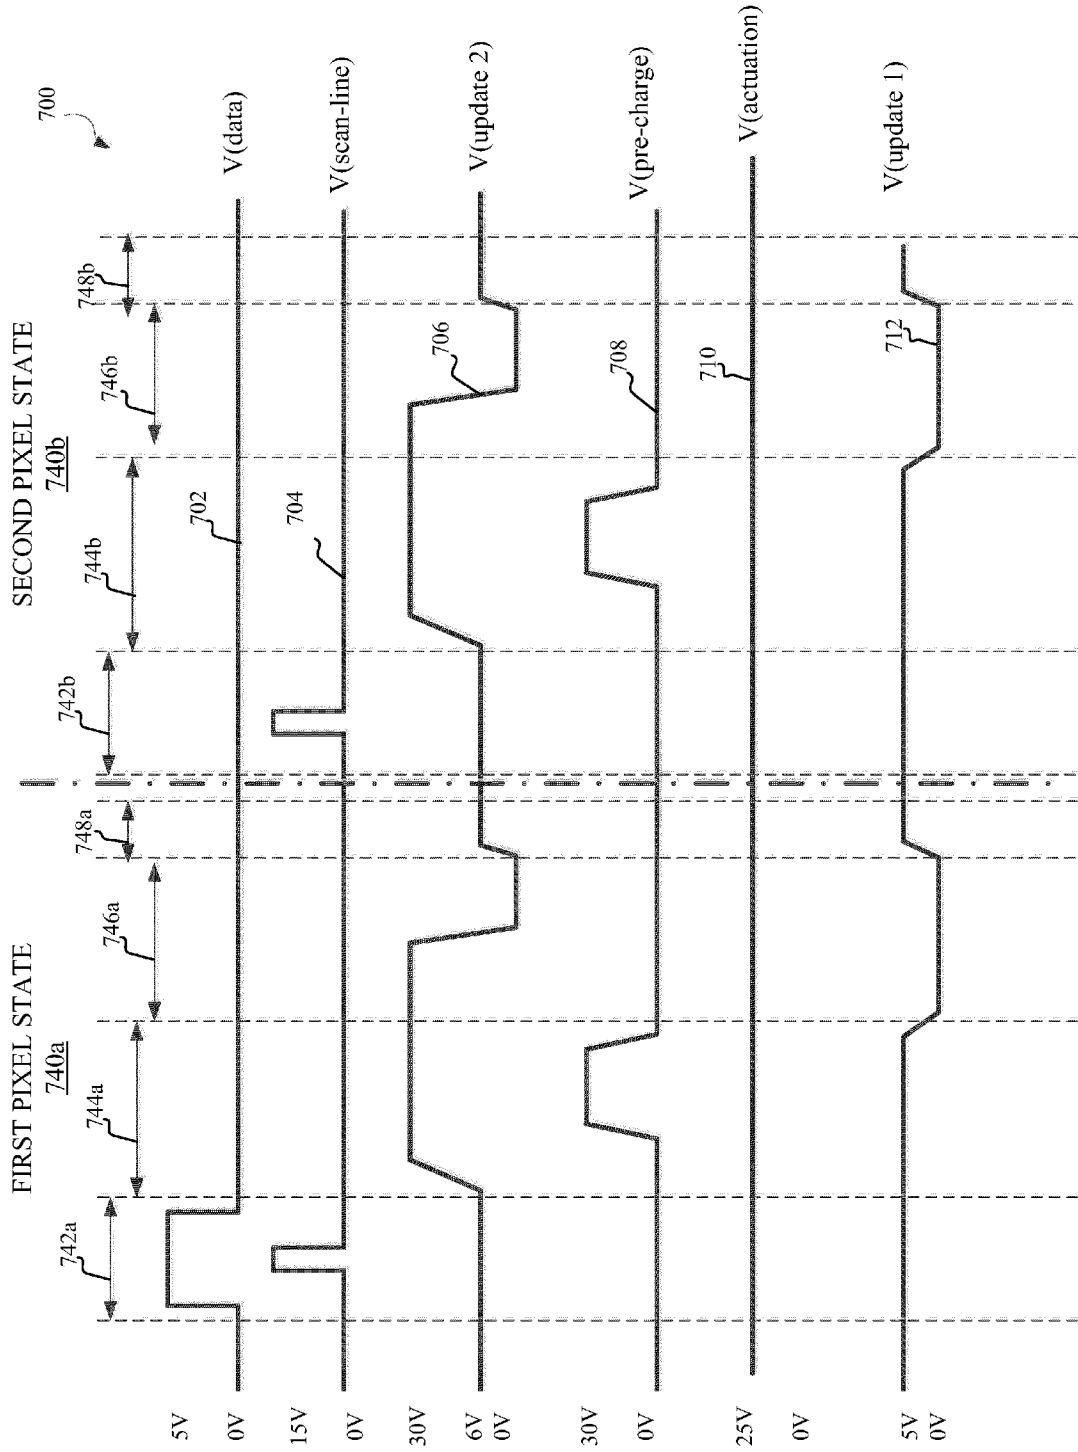 700
FIRST PIXEL STATE
740a
SECOND PIXEL STATE
740b
742a
744a
746a
748a
742b
744b
746b
748b
5V
0V
702
V(data)
15V
0V
704
V(scan-line)
30V
6V
0V
706
V(update 2)
30V
0V
708
V(pre-charge)
25V
0V
710
V(actuation)
5V
0V
712
V(update 1)